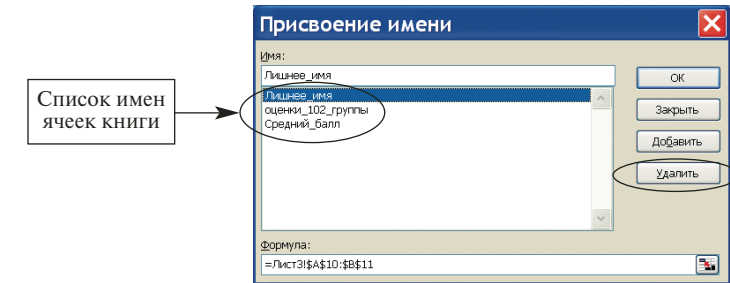 Присвоение имени
Имя:
Лишнее_имя
Лишнее_имя
оценки_102_группы
Средний_балл
Список имен
ячеек книги
ОК
Закрыть
Добавить
Удалить
Формула:
=Лист3!$A$10:$B$11